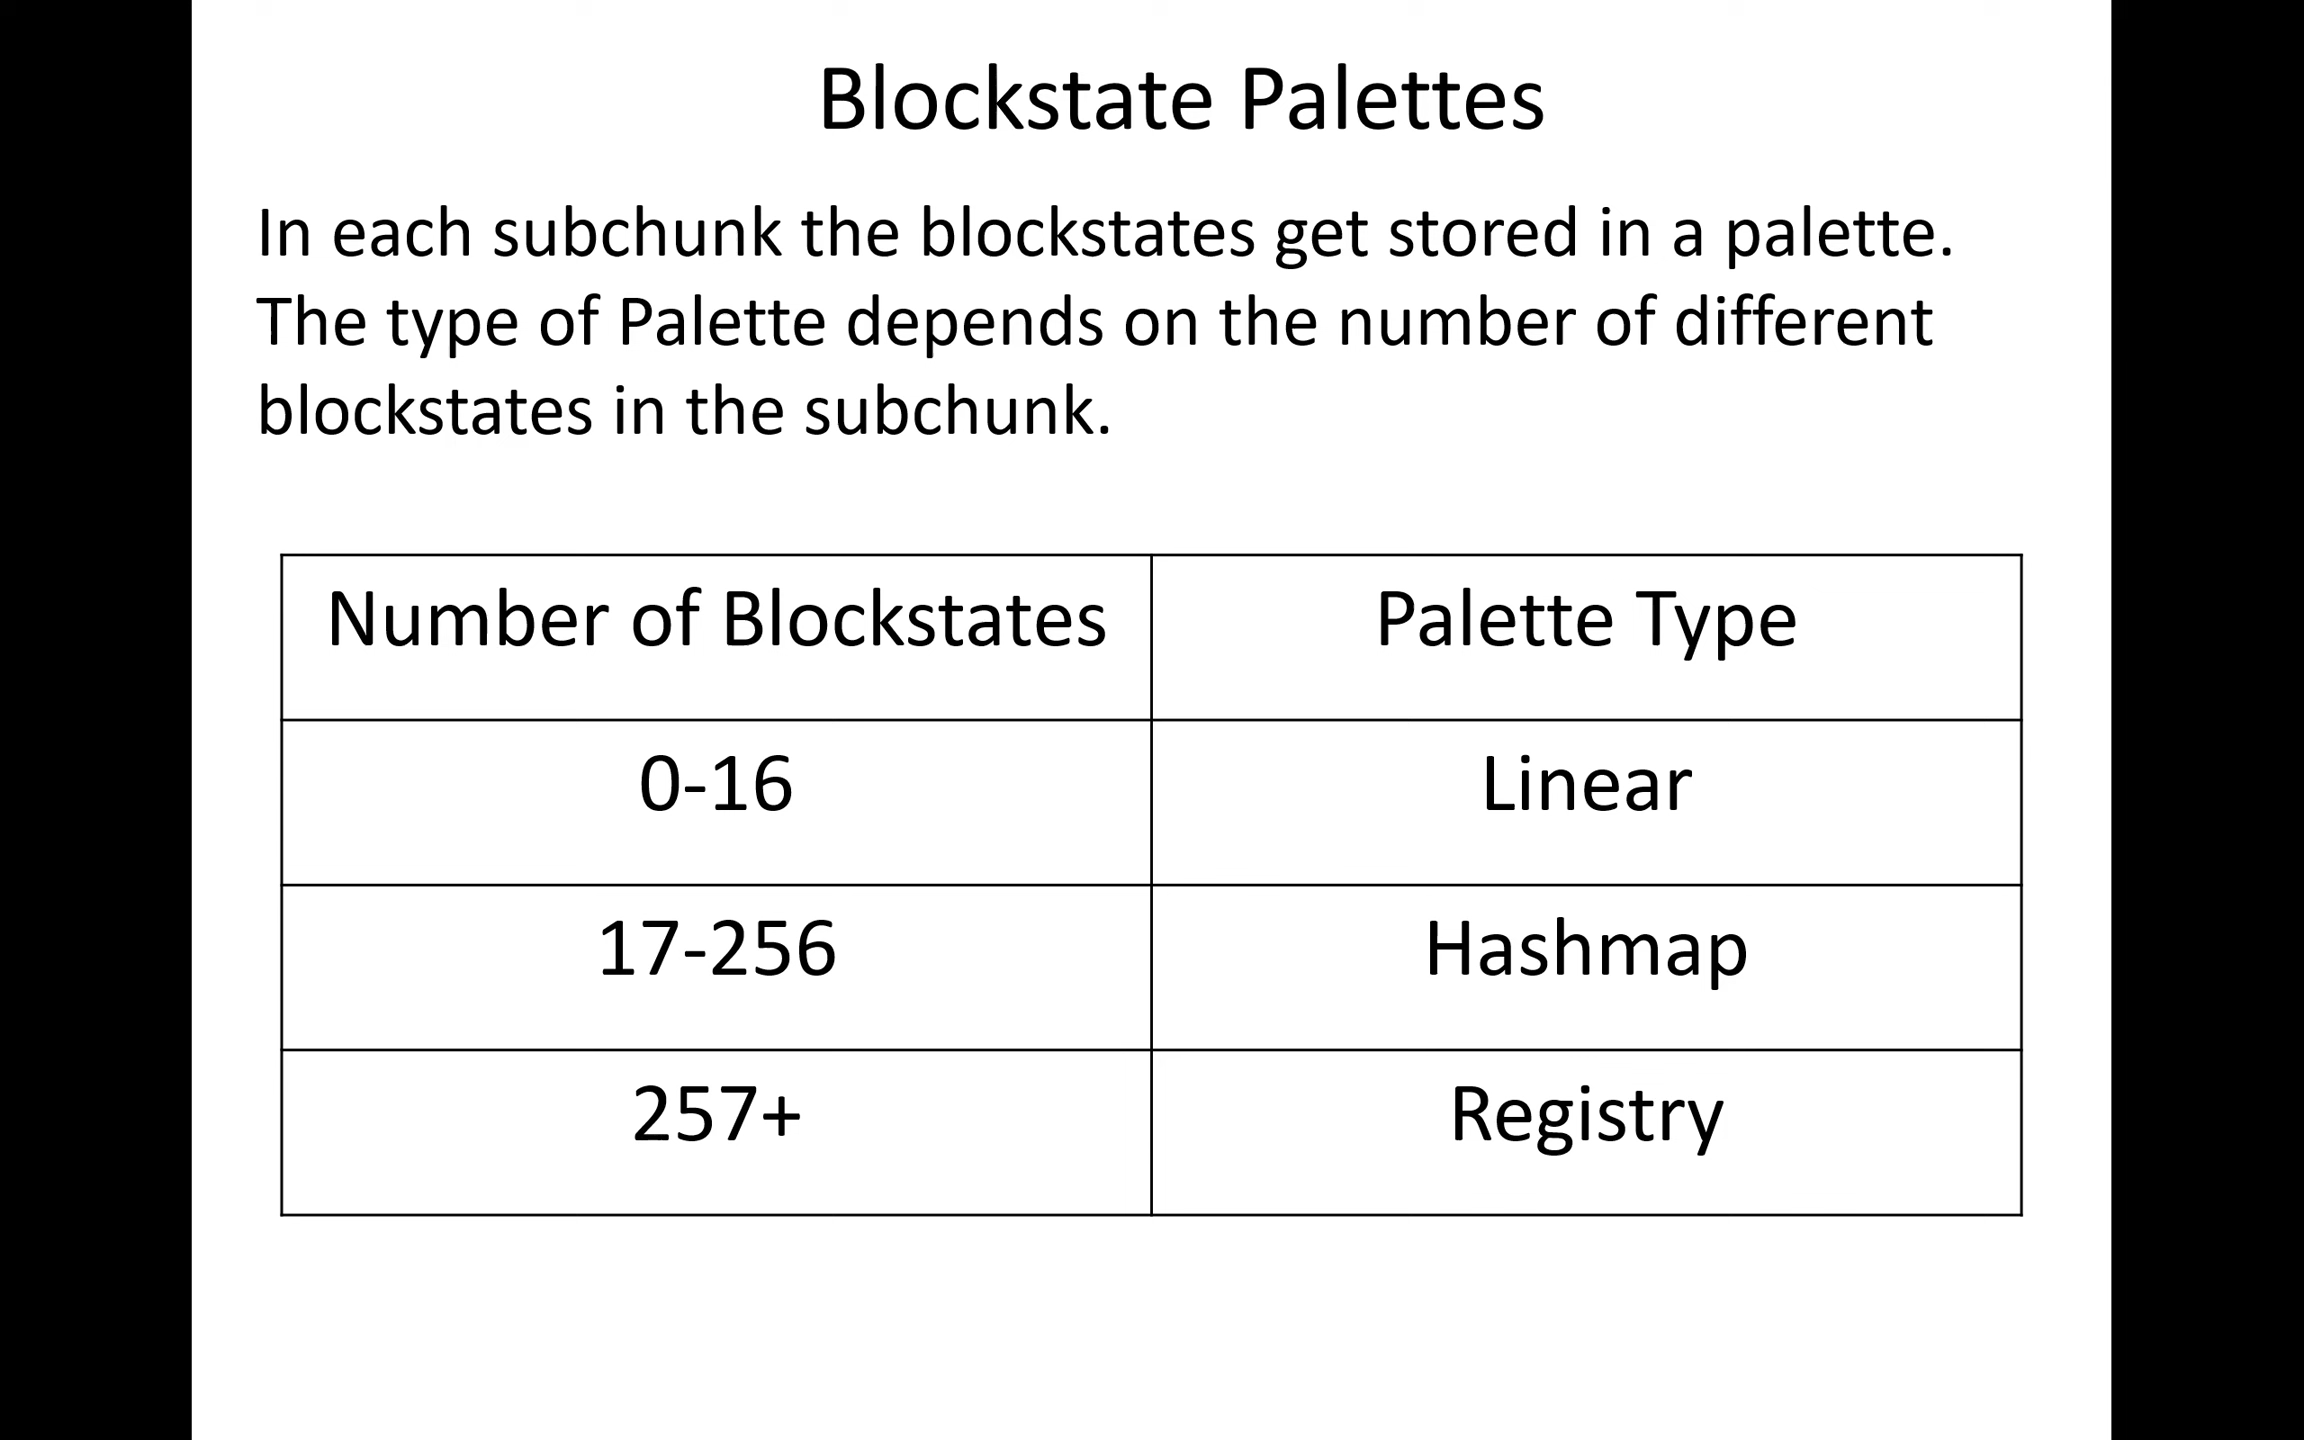 Blockstate Palettes
In each subchunk the blockstates get stored in a palette.
The type of Palette depends on the number of different
blockstates in the subchunk.
Number of Blockstates Palette Type
0-16 Linear
17-256 Hashmap
257+ Registry